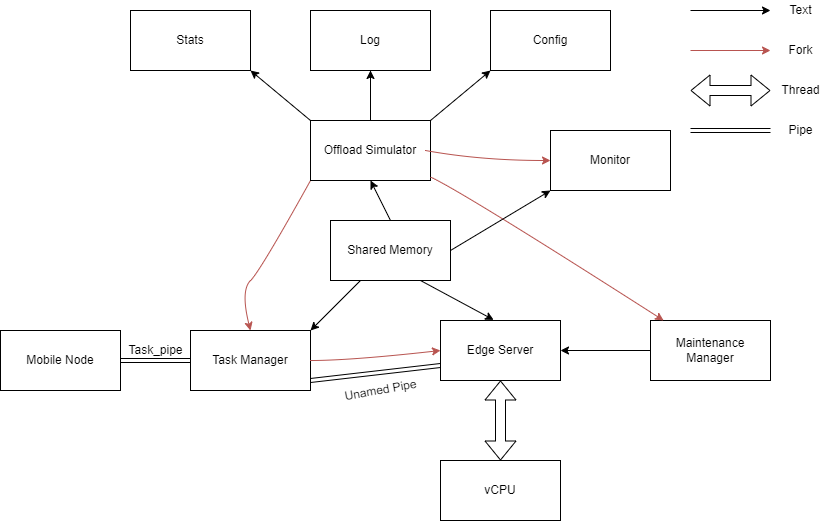 Stats
Log
Config
Text
Fork
Thread
Pipe
Offload Simulator
Monitor
Shared Memory
Mobile Node
Task_pipe
Task Manager
Unamed Pipe
Edge Server
Maintenance
Manager
vCPU